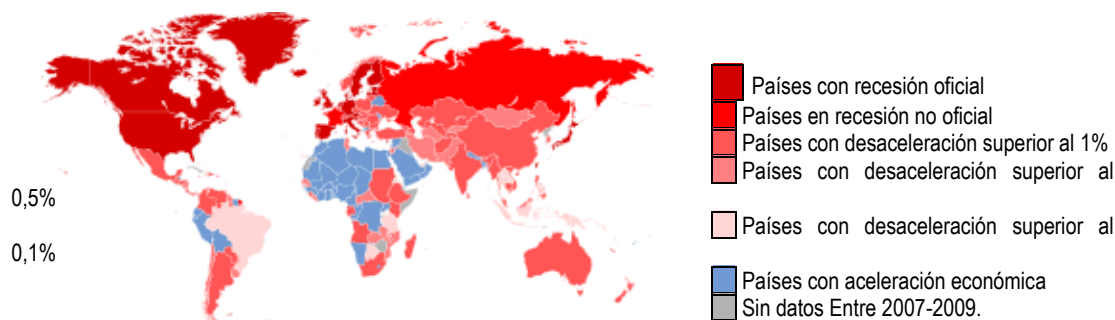 Países con recesión oficial
Países en recesión no oficial
Países con desaceleración superior al 1%
Países con desaceleración superior al
0,5%
Países con desaceleración superior al
0,1%
Países con aceleración económica
Sin datos Entre 2007-2009.